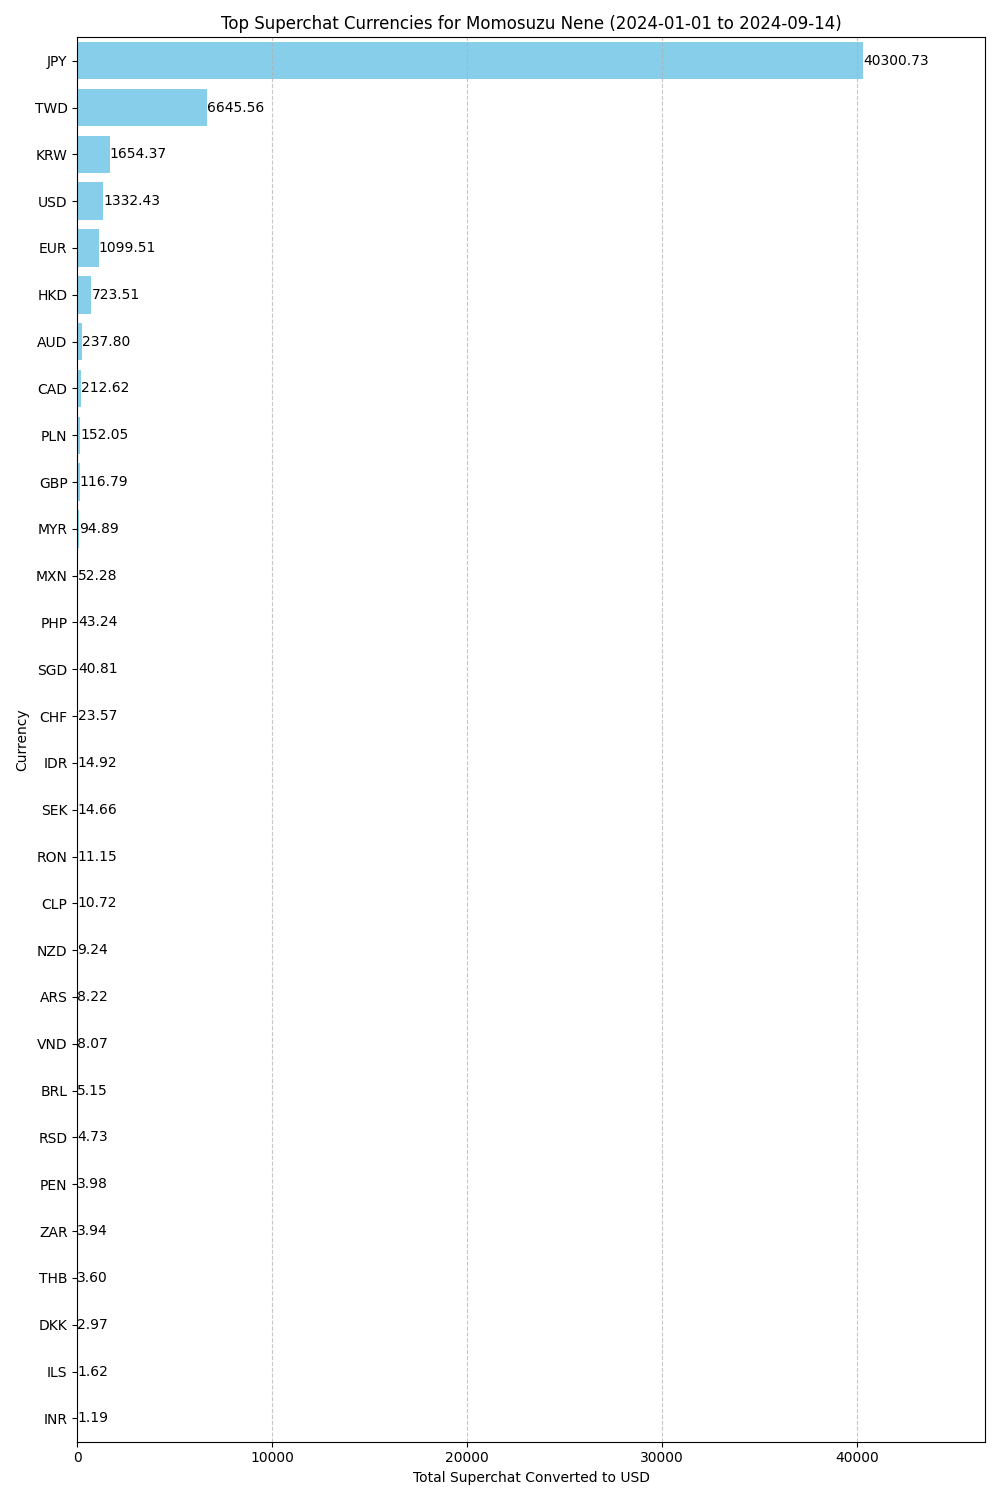 Top Superchat Currencies for Momosuzu Nene (2024-01-01 to 2024-09-14)
JPY 40300.73
TWD 6645.56
KRW 1654.37
USD 1332.43
EUR 1099.51
HKD 723.51
AUD 237.80
CAD 212.62
PLN 152.05
GBP 116.79
MYR 94.89
MXN 52.28
PHP 43.24
SGD 40.81
CHF 23.57
IDR 14.92
SEK 14.66
RON 11.15
CLP 10.72
NZD 9.24
ARS 8.22
VND 8.07
BRL 5.15
RSD 4.73
PEN 3.98
ZAR 3.94
THB 3.60
DKK 2.97
ILS 1.62
INR 1.19
Currency
0 10000 20000 30000 40000
Total Superchat Converted to USD